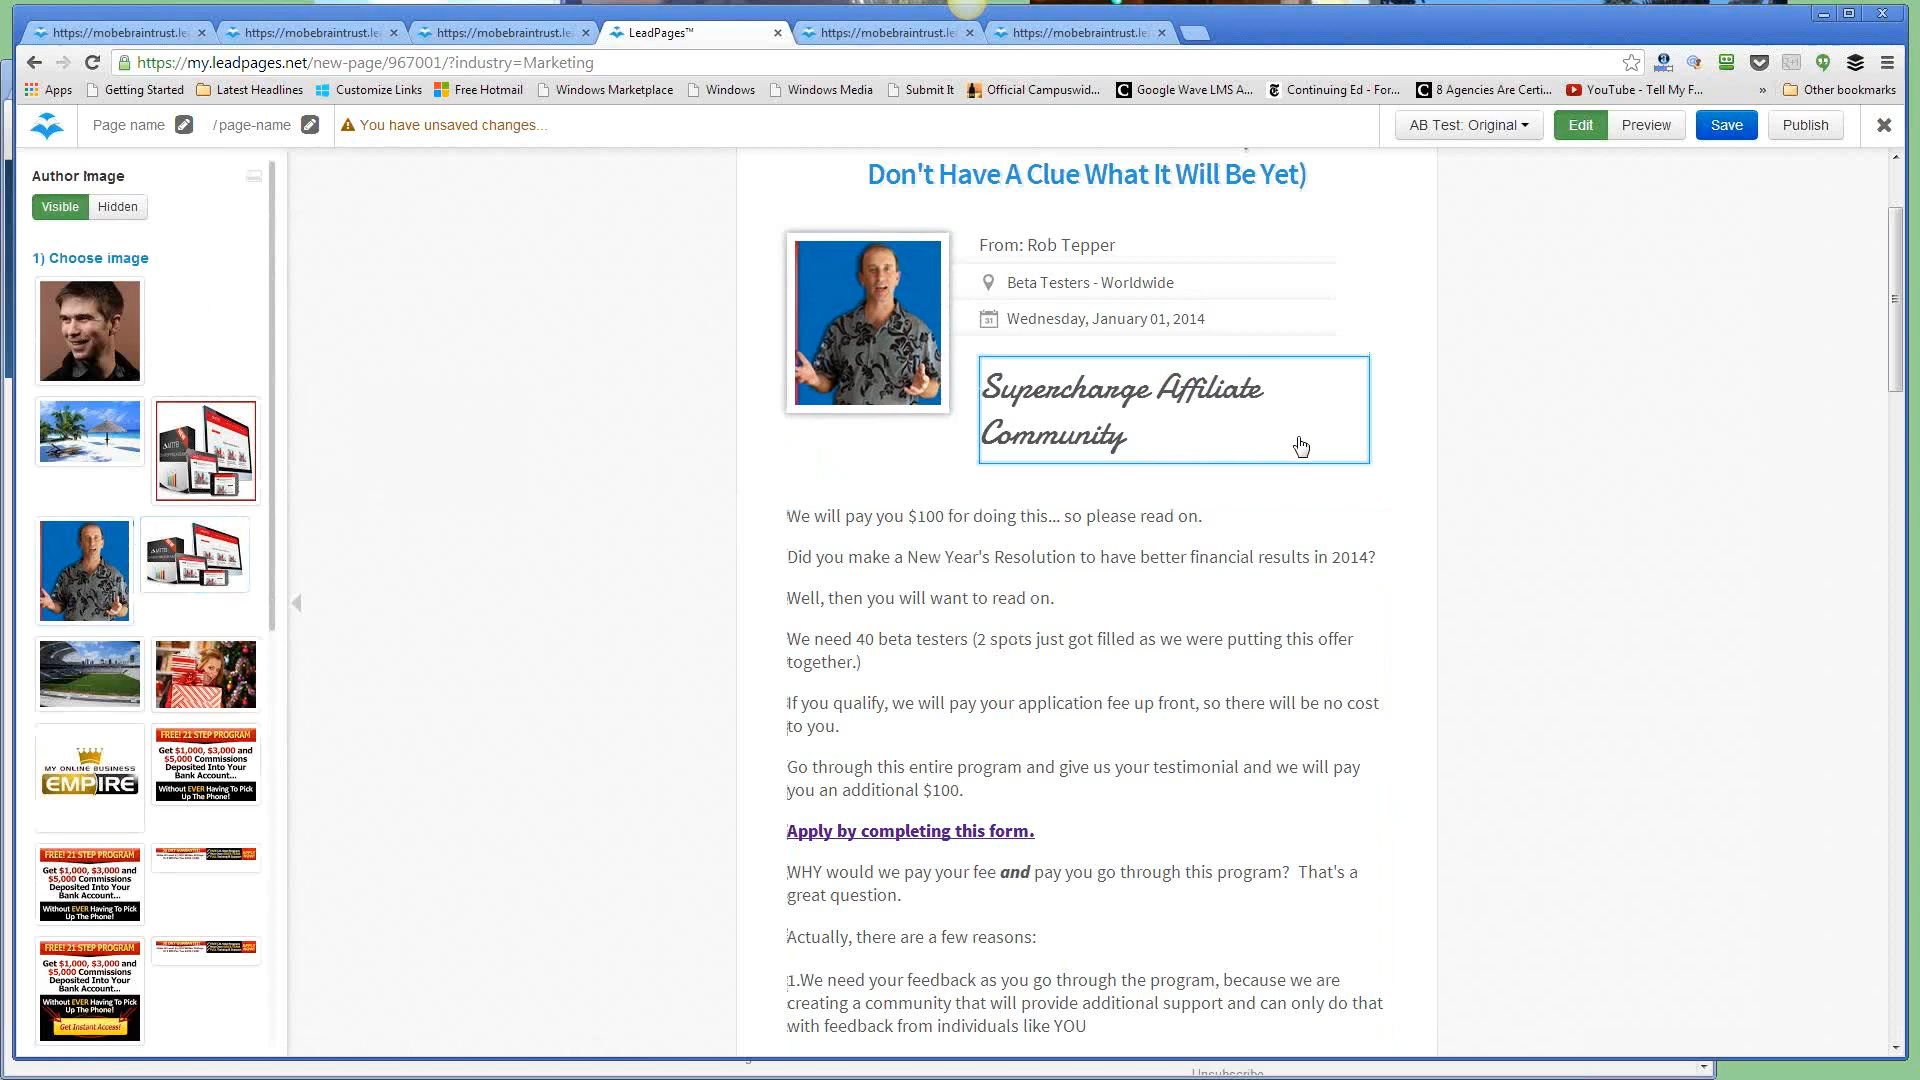 https://mobebraintrust.le
https://mobebraintrust.le
https://mobebraintrust.le
LeadPages™
https://mobebraintrust.le
https://mobebraintrust.le
https://my.leadpages.net/new-page/967001/?industry=Marketing
Apps
Getting Started
Latest Headlines
Customize Links
Free Hotmail
Windows Marketplace
Windows
Windows Media
Submit It
Official Campuswid...
Google Wave LMS A...
Continuing Ed - For...
8 Agencies Are Certi...
YouTube - Tell My F...
»
Other bookmarks
Page name
/page-name
You have unsaved changes...
AB Test: Original
Edit
Preview
Save
Publish
Author Image
Visible
Hidden
1) Choose image
MTTB
MTTB
MY ONLINE BUSINESS
EMPIRE
FREE! 21 STEP PROGRAM
Get $1,000, $3,000 and
$5,000 Commissions
Deposited Into Your
Bank Account...
Without EVER Having To Pick
Up The Phone!
FREE! 21 STEP PROGRAM
Get $1,000, $3,000 and
$5,000 Commissions
Deposited Into Your
Bank Account...
Without EVER Having To Pick
Up The Phone!
FREE! 21 STEP PROGRAM
Get $1,000, $3,000 and
$5,000 Commissions
Deposited Into Your
Bank Account...
Without EVER Having To Pick
Up The Phone!
Get Instant Access!
Don't Have A Clue What It Will Be Yet)
From: Rob Tepper
Beta Testers - Worldwide
31
Wednesday, January 01, 2014
Supercharge Affiliate
Community
We will pay you $100 for doing this... so please read on.
Did you make a New Year's Resolution to have better financial results in 2014?
Well, then you will want to read on.
We need 40 beta testers (2 spots just got filled as we were putting this offer
together.)
If you qualify, we will pay your application fee up front, so there will be no cost
to you.
Go through this entire program and give us your testimonial and we will pay
you an additional $100.
Apply by completing this form.
WHY would we pay your fee and pay you go through this program?  That's a
great question.
Actually, there are a few reasons:
1.We need your feedback as you go through the program, because we are
creating a community that will provide additional support and can only do that
with feedback from individuals like YOU
Unsubscribe